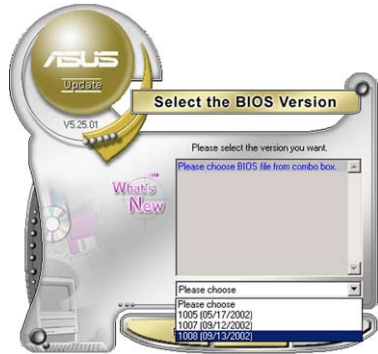 ASUS
Update
V5.25.01
Select the BIOS Version
Please select the version you want.
Please choose BIOS file from combo box.
What's
New
Please choose
Please choose
1005 (05/17/2002)
1007 (09/12/2002)
1008 (09/13/2002)